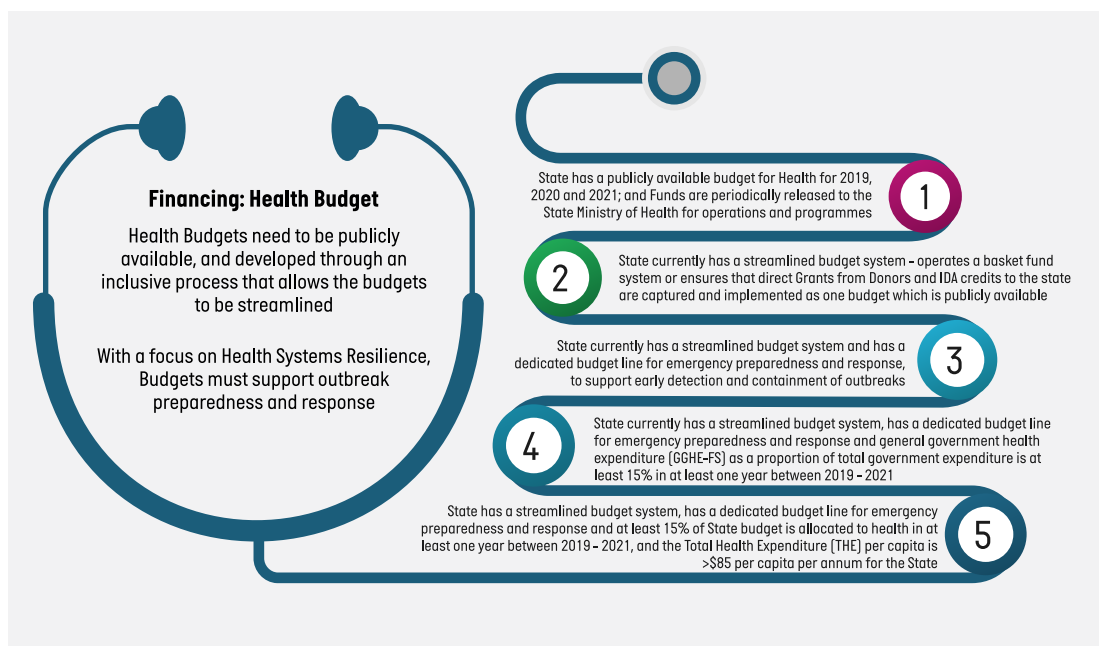 Financing: Health Budget
Health Budgets need to be publicly
available, and developed through an
inclusive process that allows the budgets
to be streamlined
With a focus on Health Systems Resilience,
Budgets must support outbreak
preparedness and response
State has a publicly available budget for Health for 2019,
2020 and 2021; and Funds are periodically released to the
State Ministry of Health for operations and programmes
1
2
State currently has a streamlined budget system - operates a basket fund
system or ensures that direct Grants from Donors and IDA credits to the state
are captured and implemented as one budget which is publicly available
State currently has a streamlined budget system and has a
dedicated budget line for emergency preparedness and response,
to support early detection and containment of outbreaks
3
4
State currently has a streamlined budget system, has a dedicated budget line
for emergency preparedness and response and general government health
expenditure (GGHE-FS) as a proportion of total government expenditure is at
least 15% in at least one year between 2019 - 2021
State has a streamlined budget system, has a dedicated budget line for emergency
preparedness and response and at least 15% of State budget is allocated to health in at
least one year between 2019 - 2021, and the Total Health Expenditure (THE) per capita is
>$85 per capita per annum for the State
5